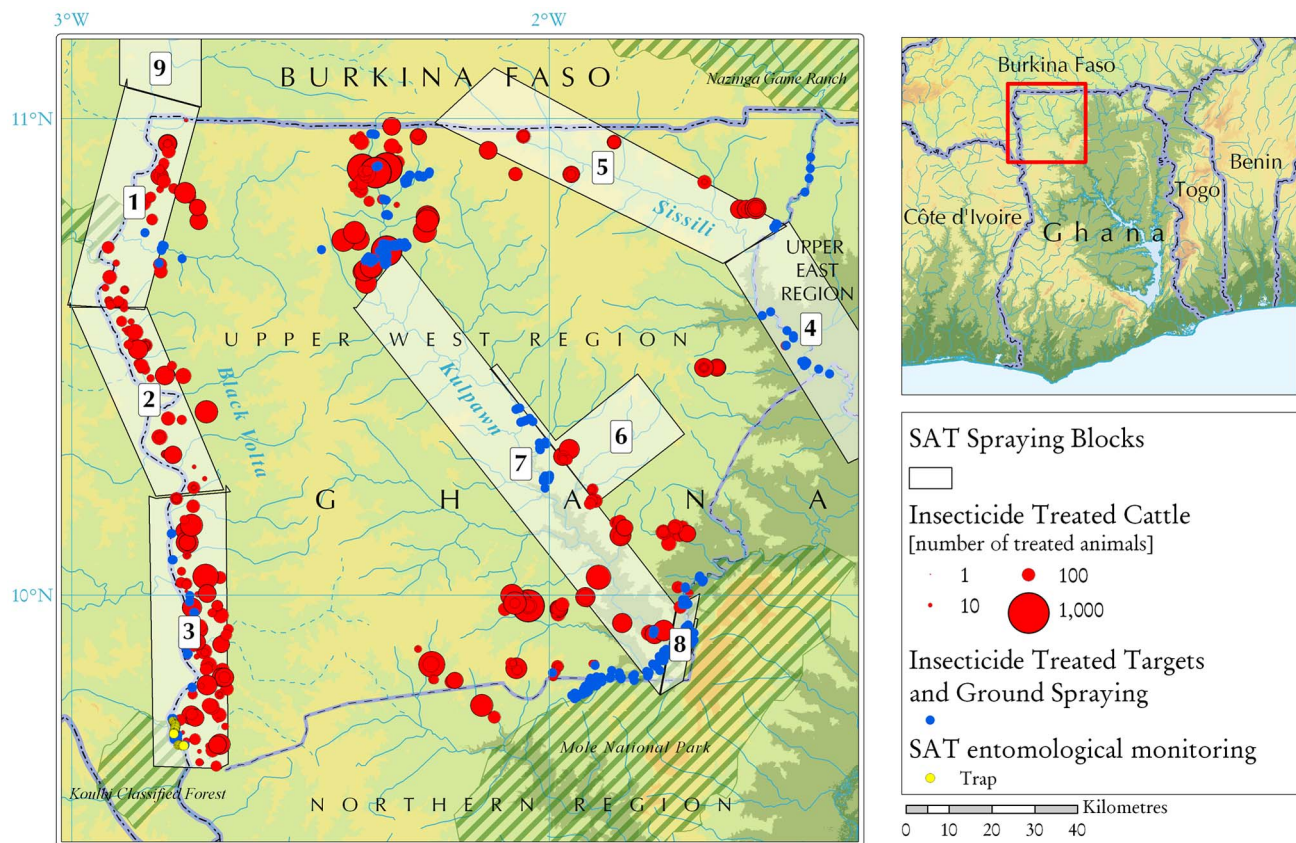 3°W
2°W
9
BURKINA FASO
Nazinga Game Ranch
11°N
5
1
Sissili
UPPER
EAST
REGION
4
UPPER WEST REGION
Black Volta
Kulpawn
2
6
7
GHANA
10°N
3
8
Mole National Park
Koulbi Classified Forest
NORTHERN REGION
Burkina Faso
Benin
Togo
Côte d'Ivoire
Ghana
SAT Spraying Blocks
Insecticide Treated Cattle
[number of treated animals]
1 100
10 1,000
Insecticide Treated Targets
and Ground Spraying
SAT entomological monitoring
Trap
Kilometres
0 10 20 30 40